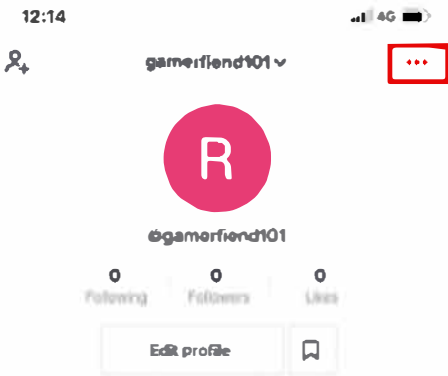 12:14 4G
gamerfiend101
R
@gamerfiend101
0 0 0
Following Followers Likes
Edit profile